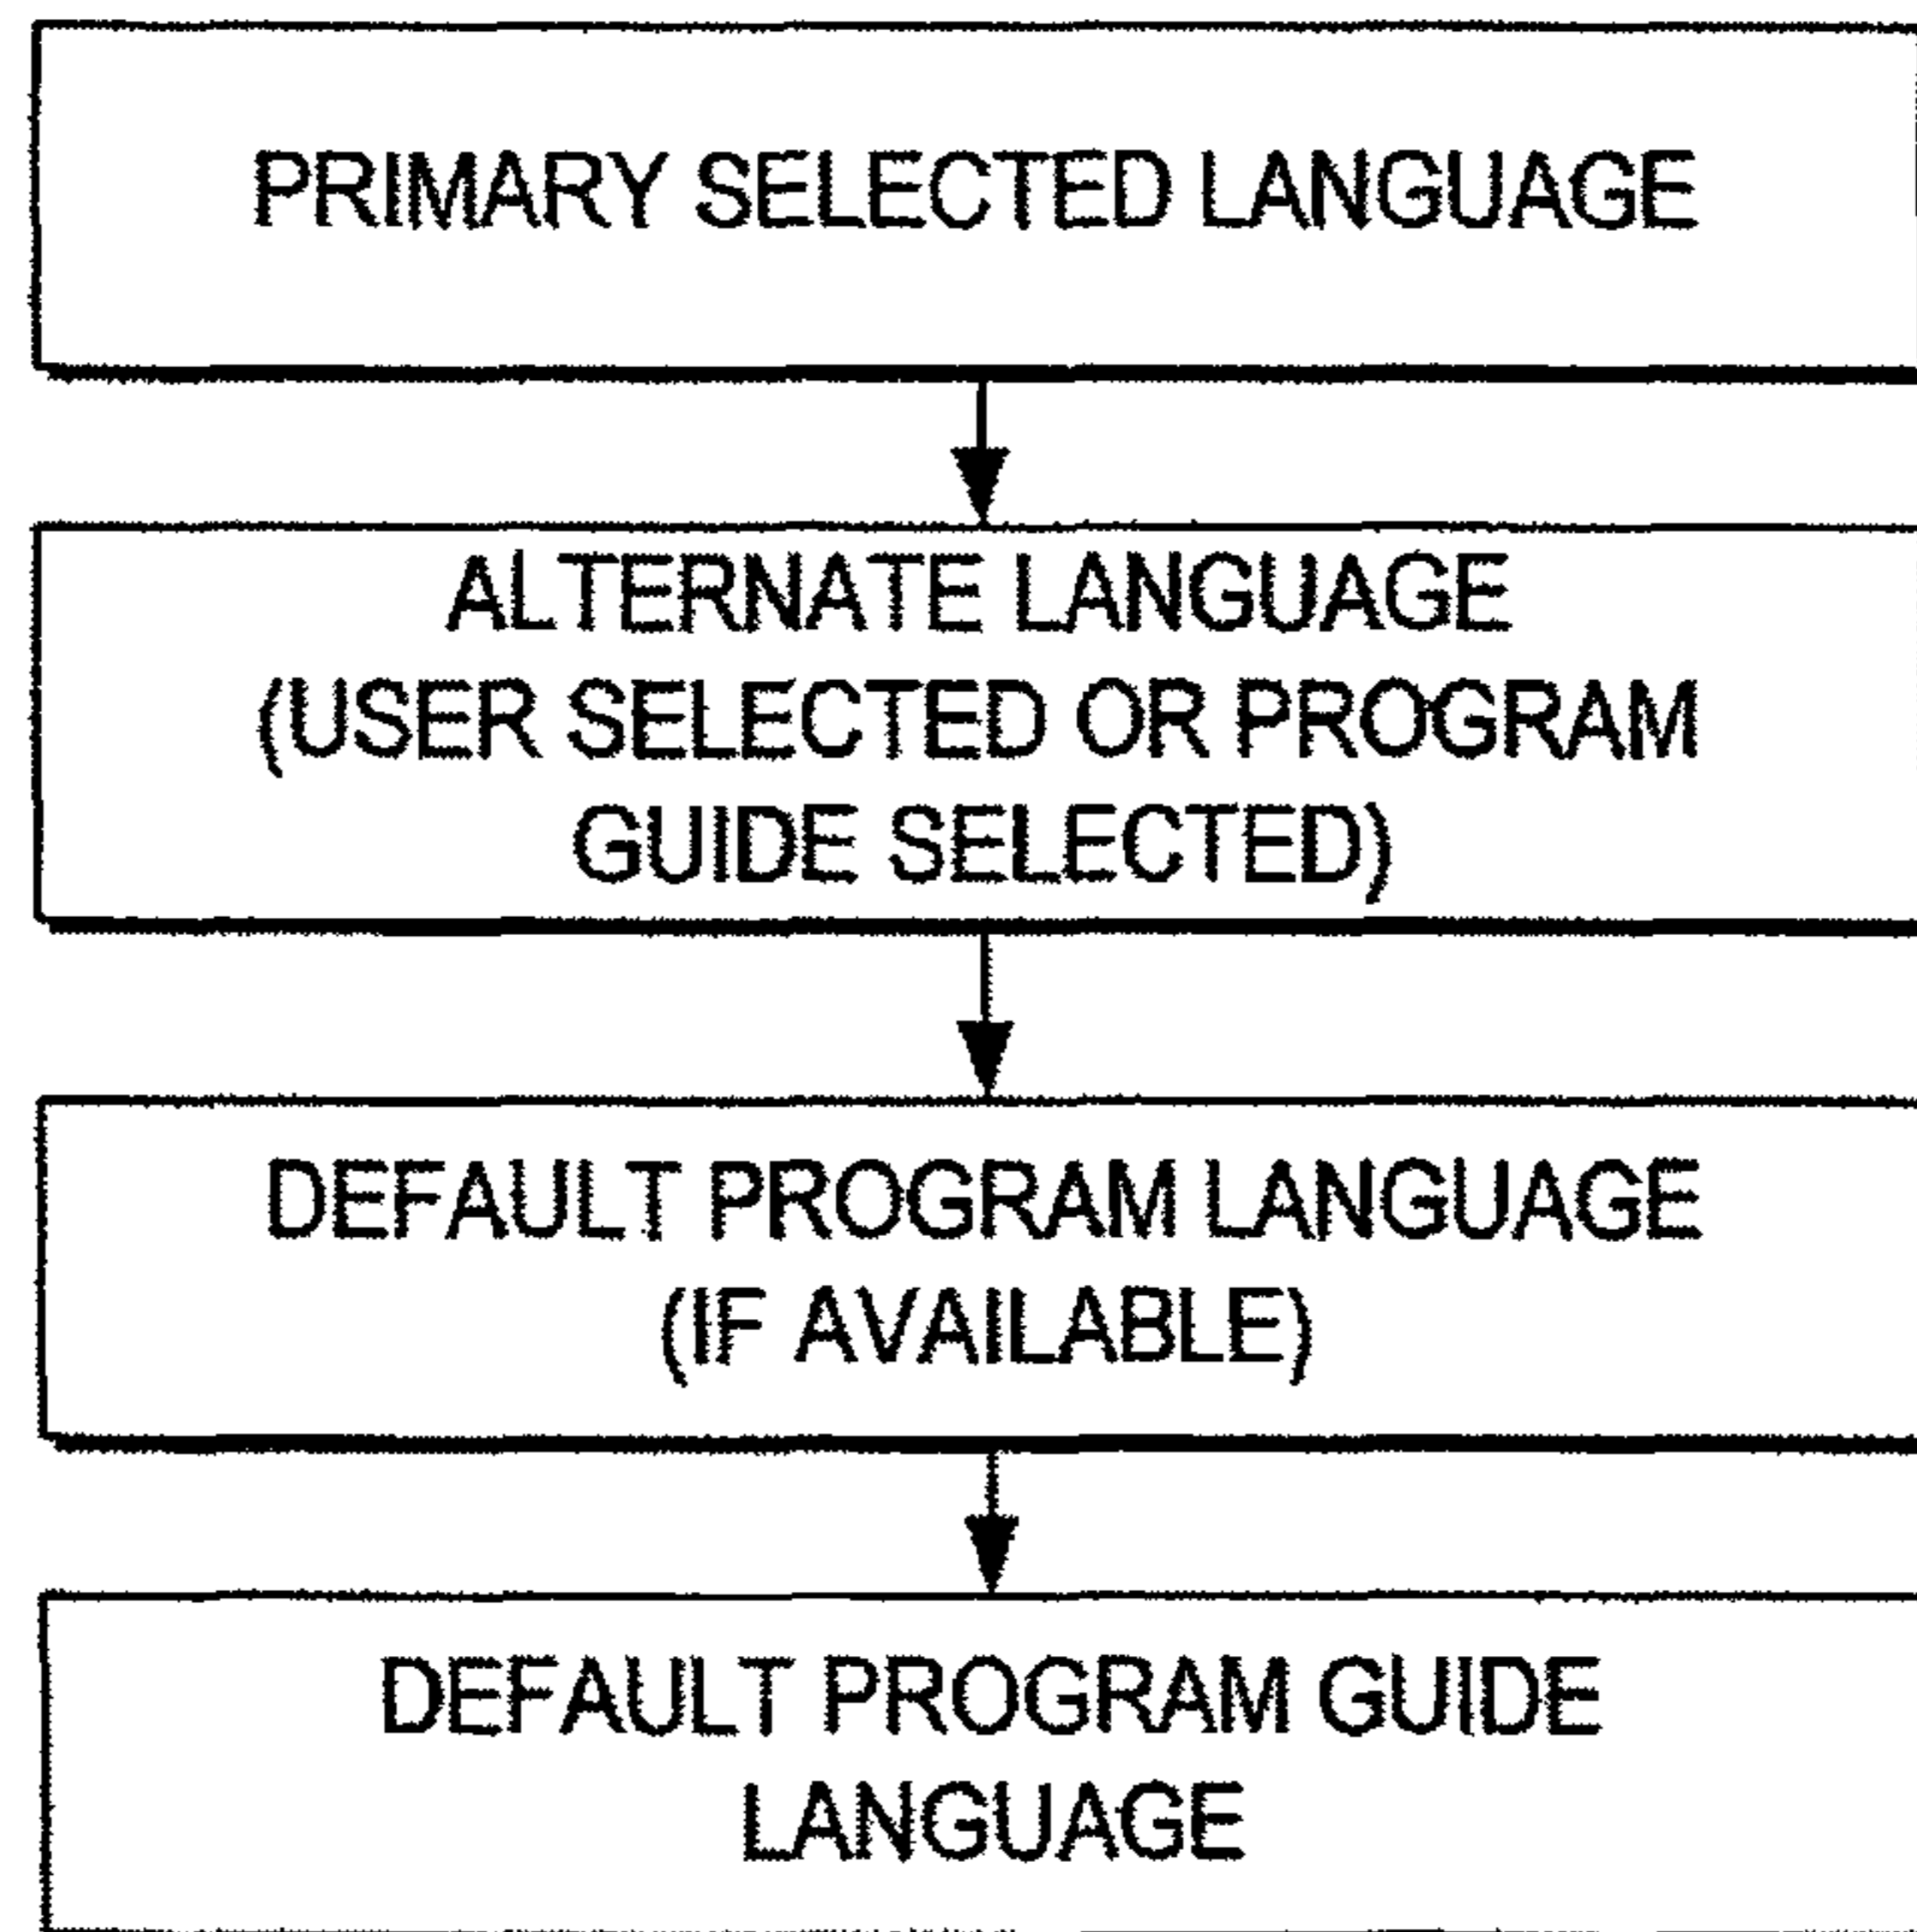 PRIMARY SELECTED LANGUAGE
ALTERNATE LANGUAGE
(USER SELECTED OR PROGRAM
GUIDE SELECTED)
DEFAULT PROGRAM LANGUAGE
(IF AVAILABLE)
DEFAULT PROGRAM GUIDE
LANGUAGE